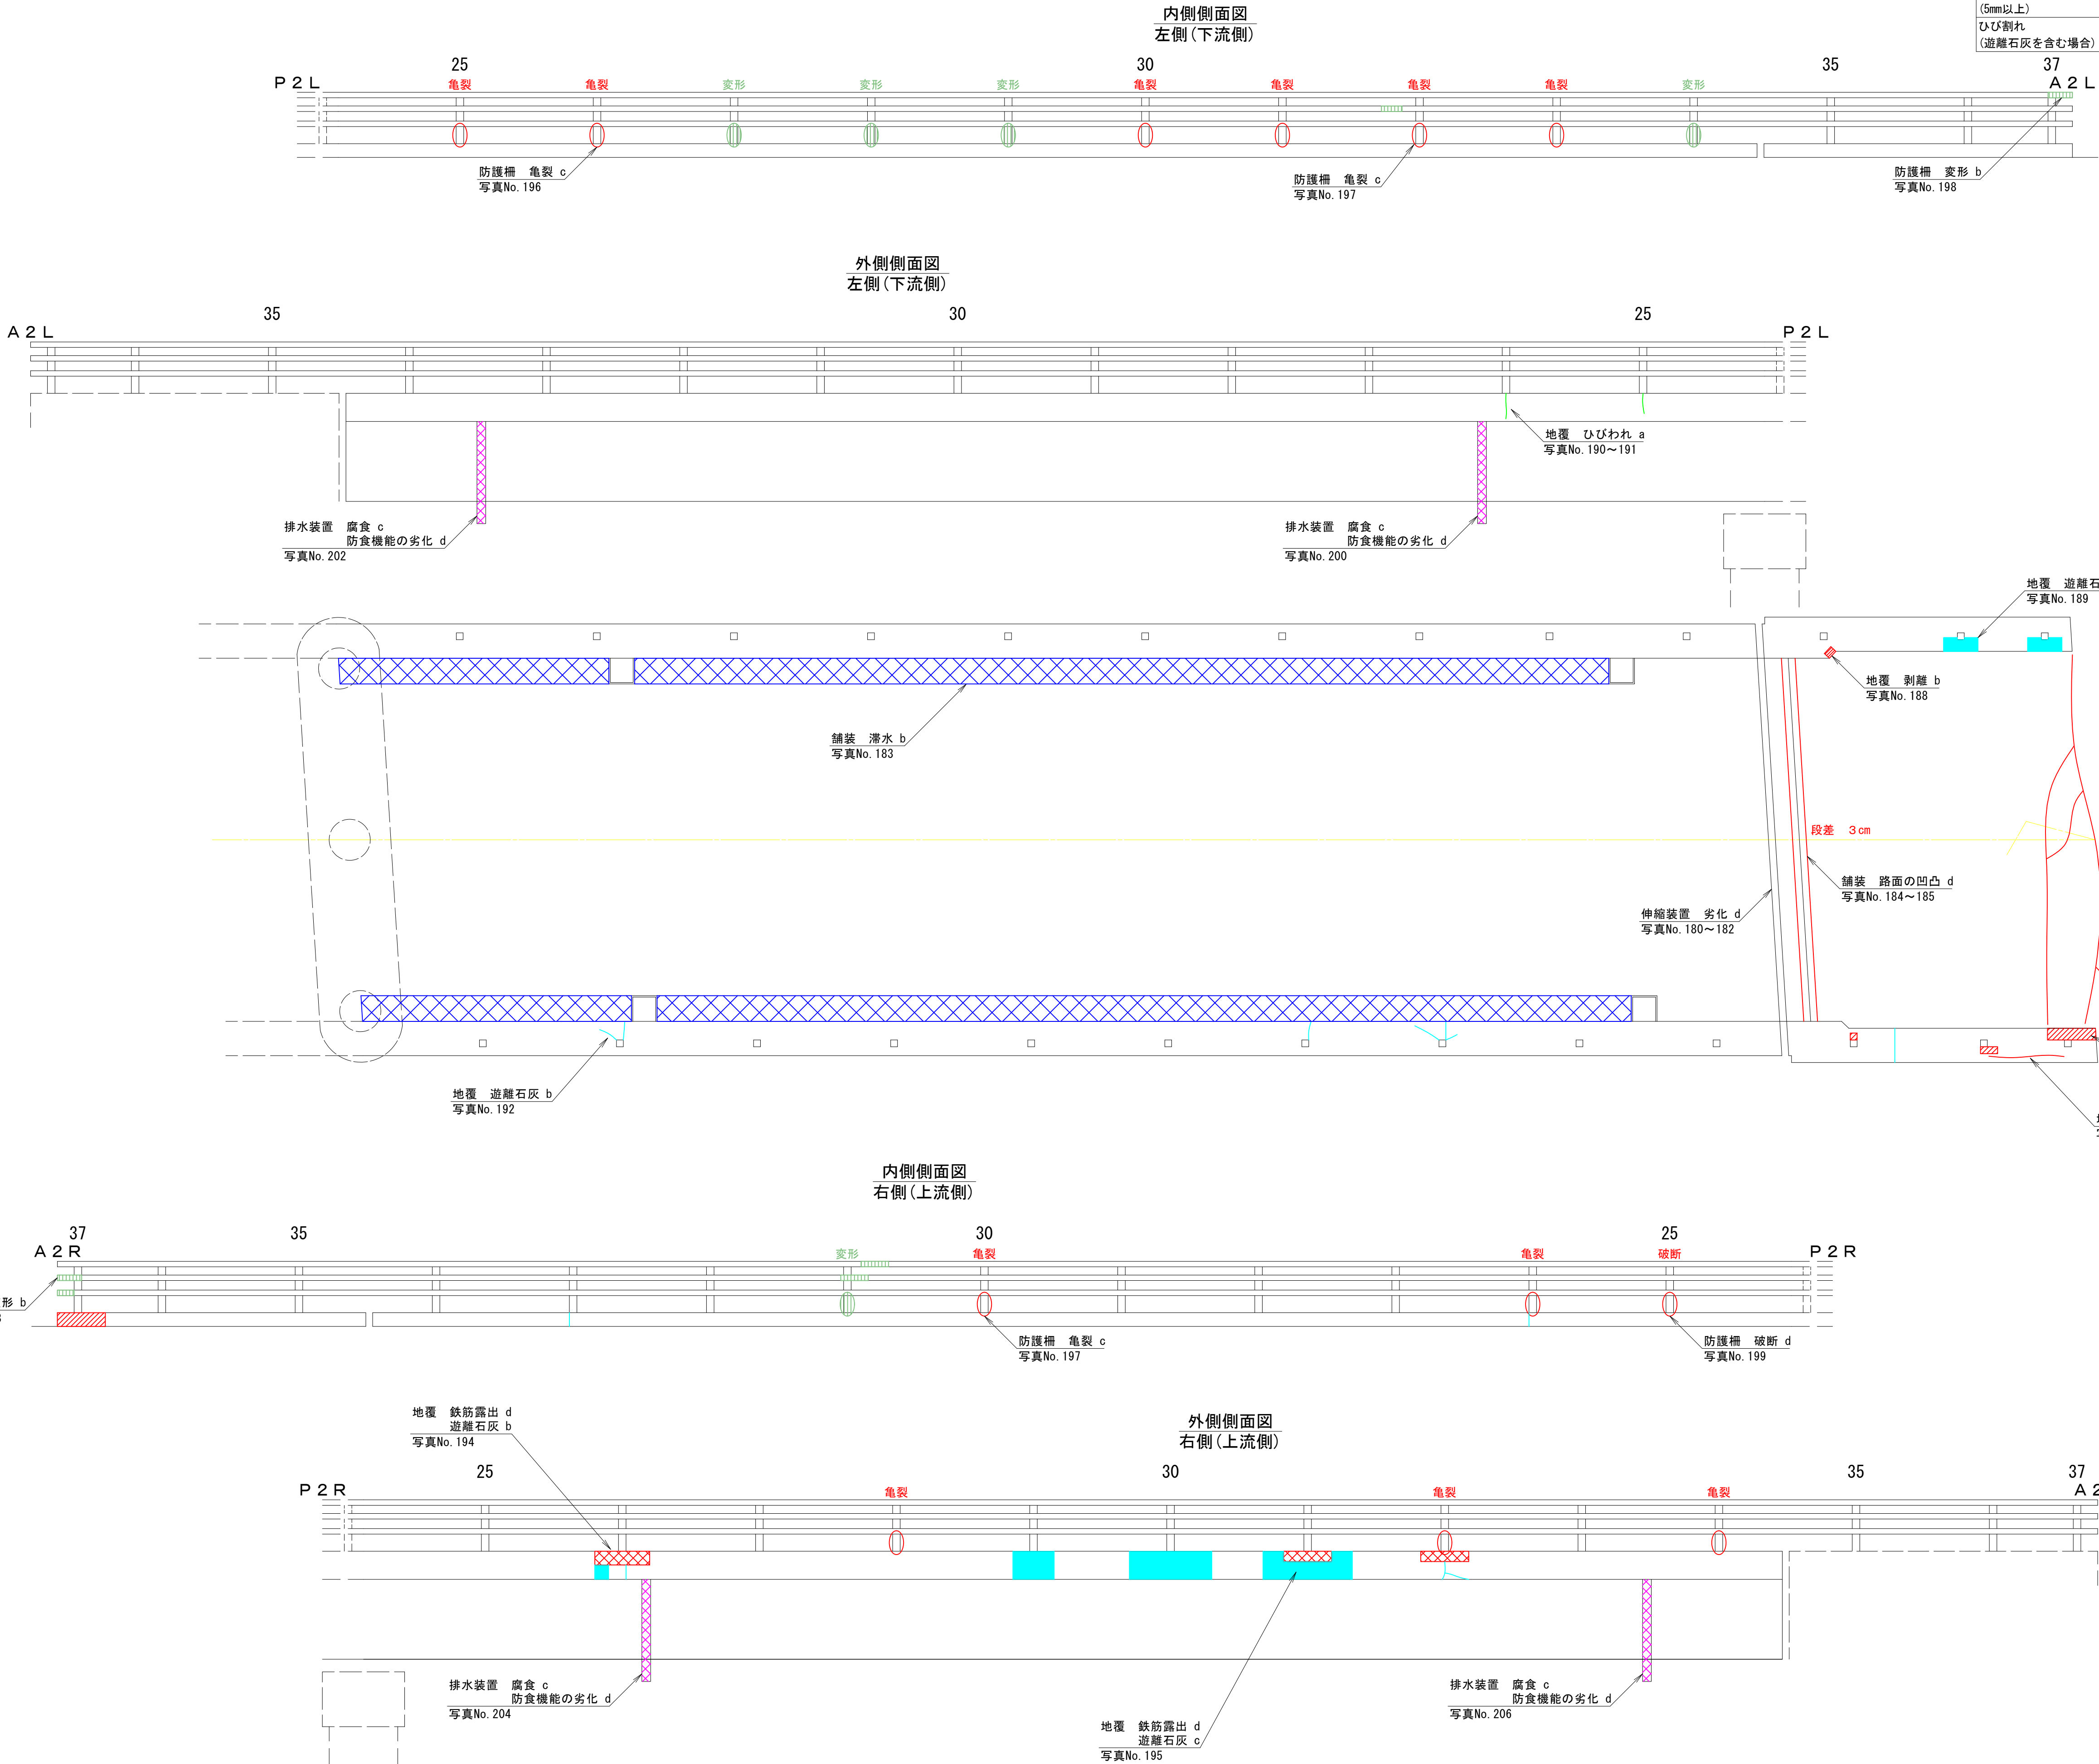 (5mm以上)
ひび割れ
(遊離石灰を含む場合)
内側側面図
左側(下流側)
25 30 35 37
P2L A2L
亀裂 亀裂 変形 変形 変形 亀裂 亀裂 亀裂 亀裂 変形
防護柵 亀裂 c
写真No.196
防護柵 亀裂 c
写真No.197
防護柵 変形 b
写真No.198
外側側面図
左側(下流側)
35 30 25
A2L P2L
地覆 ひびわれ a
写真No.190～191
排水装置 腐食 c
防食機能の劣化 d
写真No.202
排水装置 腐食 c
防食機能の劣化 d
写真No.200
地覆 遊離石
写真No.189
地覆 剥離 b
写真No.188
舗装 滞水 b
写真No.183
段差 3cm
舗装 路面の凹凸 d
写真No.184～185
伸縮装置 劣化 d
写真No.180～182
地覆 遊離石灰 b
写真No.192
内側側面図
右側(上流側)
37 35 30 25
A2R P2R
変形 亀裂 亀裂 破断
形 b
防護柵 亀裂 c
写真No.197
防護柵 破断 d
写真No.199
地覆 鉄筋露出 d
遊離石灰 b
写真No.194
外側側面図
右側(上流側)
25 30 35 37
P2R A2
亀裂 亀裂 亀裂
排水装置 腐食 c
防食機能の劣化 d
写真No.204
排水装置 腐食 c
防食機能の劣化 d
写真No.206
地覆 鉄筋露出 d
遊離石灰 c
写真No.195